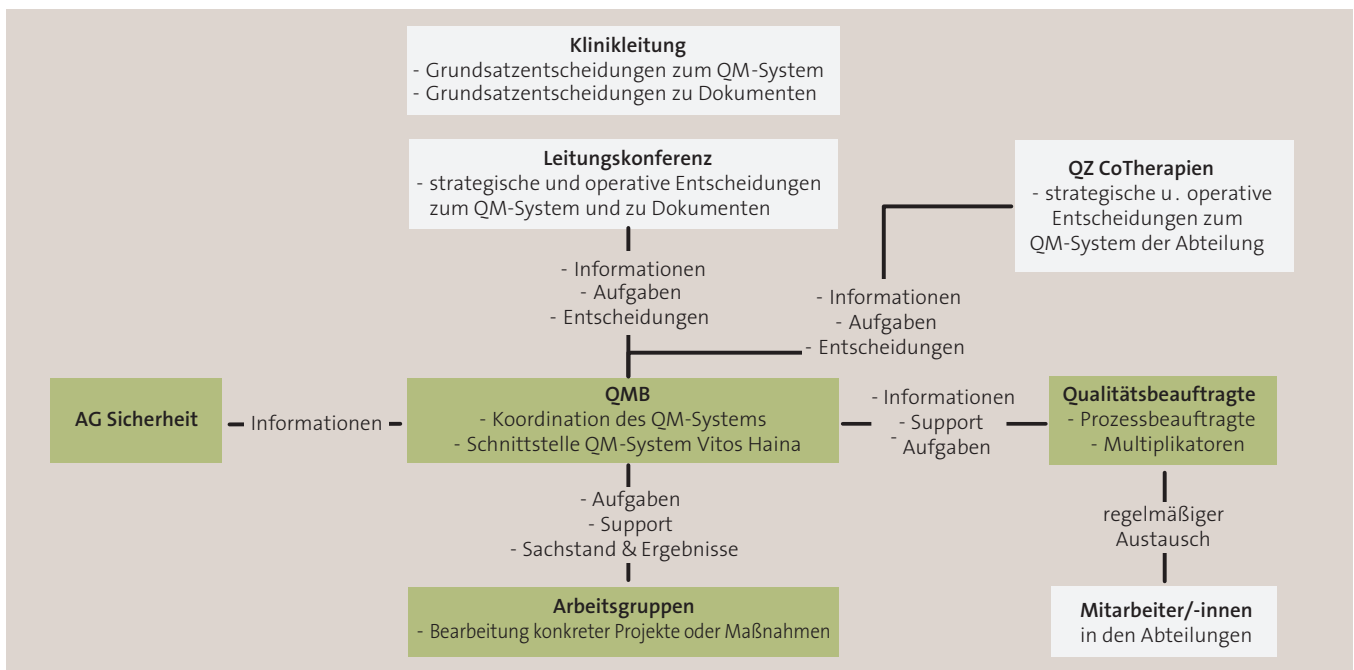 Klinikleitung
- Grundsatzentscheidungen zum QM-System
- Grundsatzentscheidungen zu Dokumenten
Leitungskonferenz
- strategische und operative Entscheidungen
zum QM-System und zu Dokumenten
QZ CoTherapien
- strategische u. operative
Entscheidungen zum
QM-System der Abteilung
- Informationen
- Aufgaben
- Entscheidungen
- Informationen
- Aufgaben
- Entscheidungen
AG Sicherheit
Informationen
QMB
- Koordination des QM-Systems
- Schnittstelle QM-System Vitos Haina
- Informationen
- Support
- Aufgaben
Qualitätsbeauftragte
- Prozessbeauftragte
- Multiplikatoren
- Aufgaben
- Support
- Sachstand & Ergebnisse
regelmäßiger
Austausch
Arbeitsgruppen
- Bearbeitung konkreter Projekte oder Maßnahmen
Mitarbeiter/-innen
in den Abteilungen